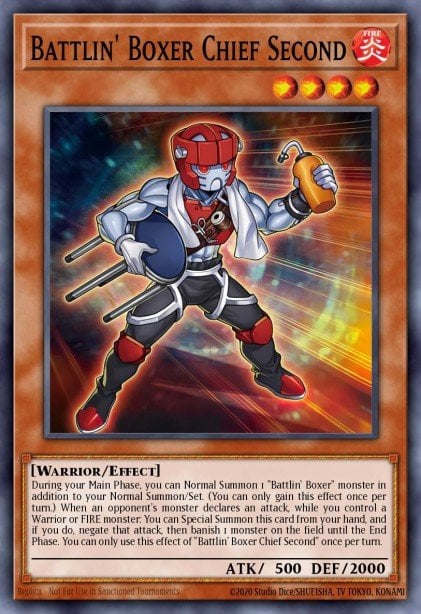 Battlin' Boxer Chief Second
FIRE
炎
[Warrior/Effect]
During your Main Phase, you can Normal Summon 1 "Battlin' Boxer" monster in
addition to your Normal Summon/Set. (You can only gain this effect once per
turn.) When an opponent's monster declares an attack, while you control a
Warrior or FIRE monster: You can Special Summon this card from your hand, and
if you do, negate that attack, then banish 1 monster on the field until the End
Phase. You can only use this effect of "Battlin' Boxer Chief Second" once per turn.
ATK/ 500 DEF/2000
Replica - Not For Use in Sanctioned Tournaments
©2020 Studio Dice/SHUEISHA, TV TOKYO, KONAMI